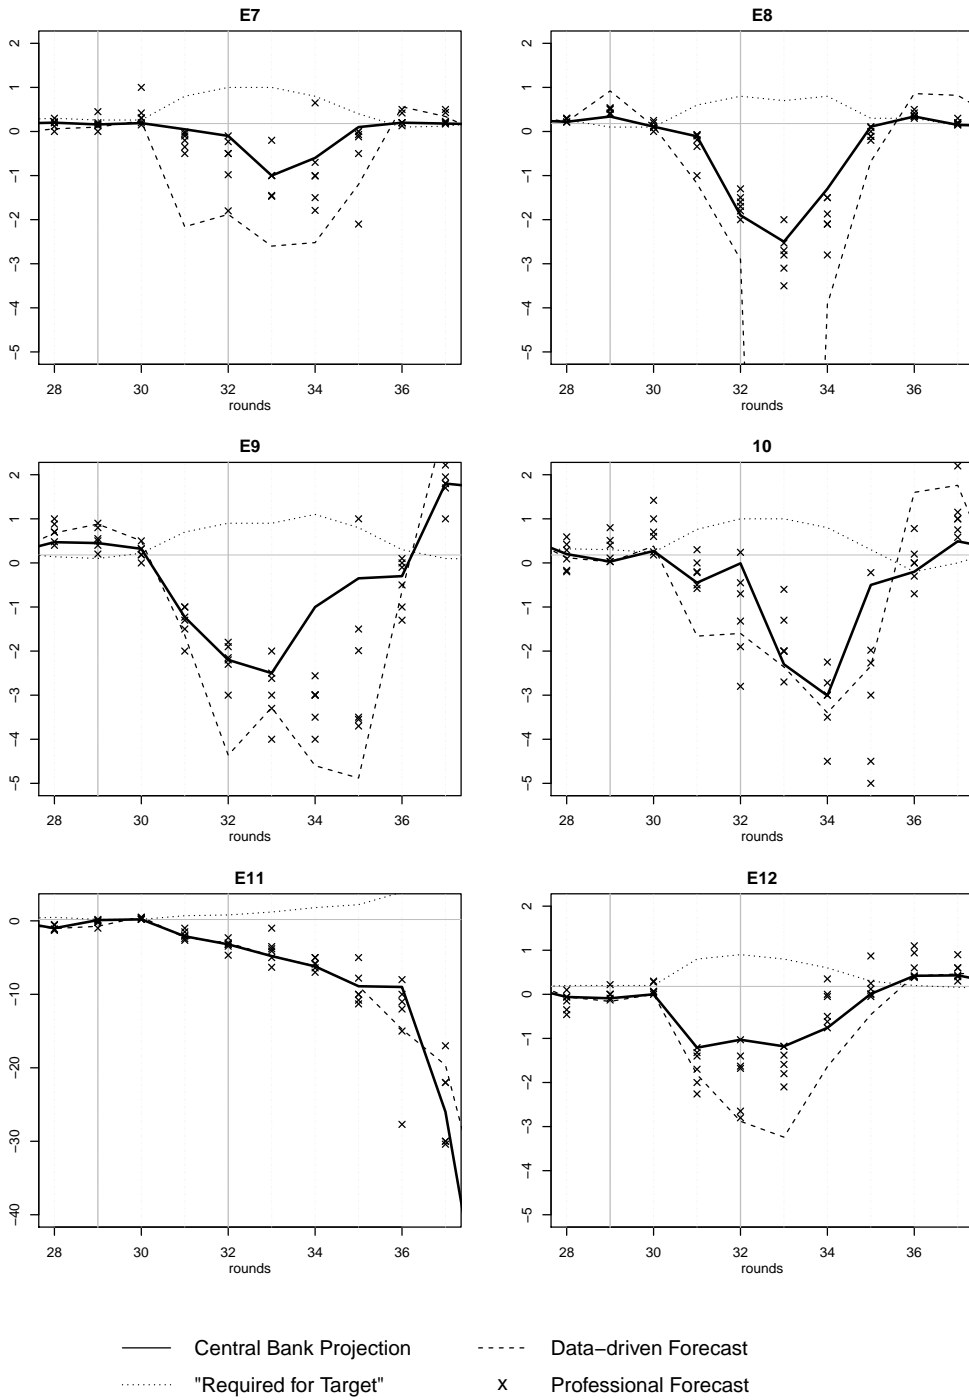 E7
2
1
0
−1
−2
−3
−4
−5
28 30 32 34 36
rounds
E8
2
1
0
−1
−2
−3
−4
−5
28 30 32 34 36
rounds
E9
2
1
0
−1
−2
−3
−4
−5
28 30 32 34 36
rounds
10
2
1
0
−1
−2
−3
−4
−5
28 30 32 34 36
rounds
E11
0
−10
−20
−30
−40
28 30 32 34 36
rounds
E12
2
1
0
−1
−2
−3
−4
−5
28 30 32 34 36
rounds
Central Bank Projection
Data−driven Forecast
"Required for Target"
x Professional Forecast